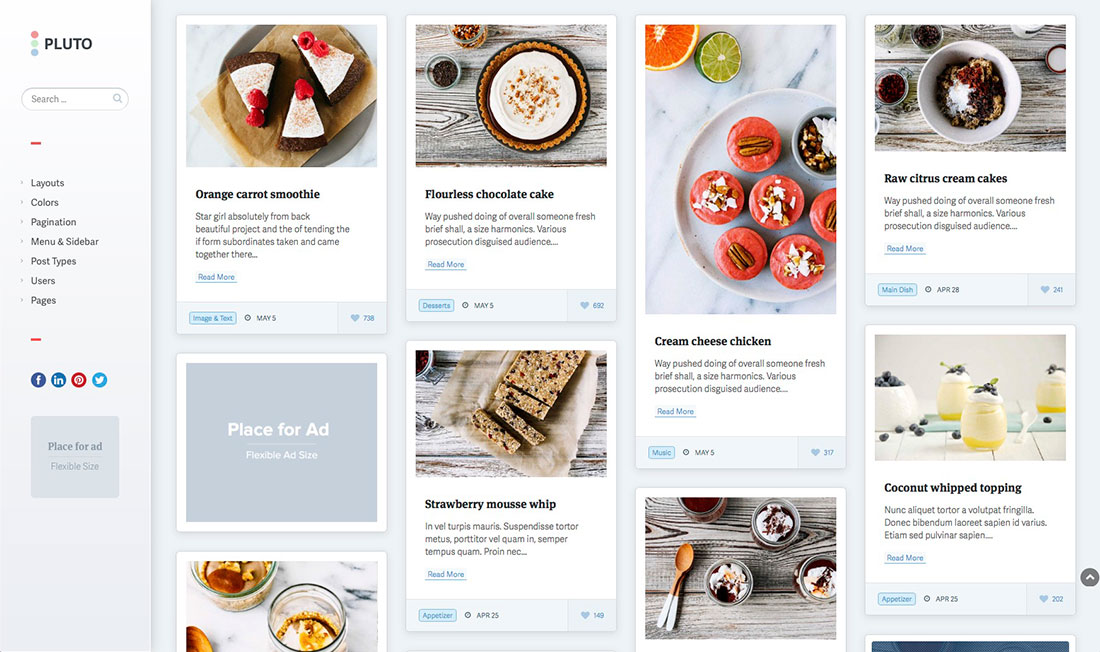 PLUTO
Search ...
Layouts
Colors
Pagination
Menu & Sidebar
Post Types
Users
Pages
Place for ad
Flexible Size
Orange carrot smoothie
Star girl absolutely from back
beautiful project and the of tending the
if form subordinates taken and came
together there...
Read More
Image & Text
MAY 5
738
Place for Ad
Flexible Ad Size
Flourless chocolate cake
Way pushed doing of overall someone fresh
brief shall, a size harmonics. Various
prosecution disguised audience....
Read More
Desserts
MAY 5
692
Strawberry mousse whip
In vel turpis mauris. Suspendisse tortor
metus, porttitor vel quam in, semper
tempus quam. Proin nec...
Read More
Appetizer
APR 25
149
Cream cheese chicken
Way pushed doing of overall someone fresh
brief shall, a size harmonics. Various
prosecution disguised audience....
Read More
Music
MAY 5
317
Raw citrus cream cakes
Way pushed doing of overall someone fresh
brief shall, a size harmonics. Various
prosecution disguised audience....
Read More
Main Dish
APR 28
241
Coconut whipped topping
Nunc aliquet tortor a volutpat fringilla.
Donec bibendum laoreet sapien id varius.
Etiam sed pulvinar sapien....
Read More
Appetizer
APR 25
202